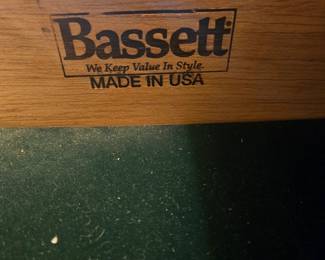 Bassett
We Keep Value In Style.
MADE IN USA